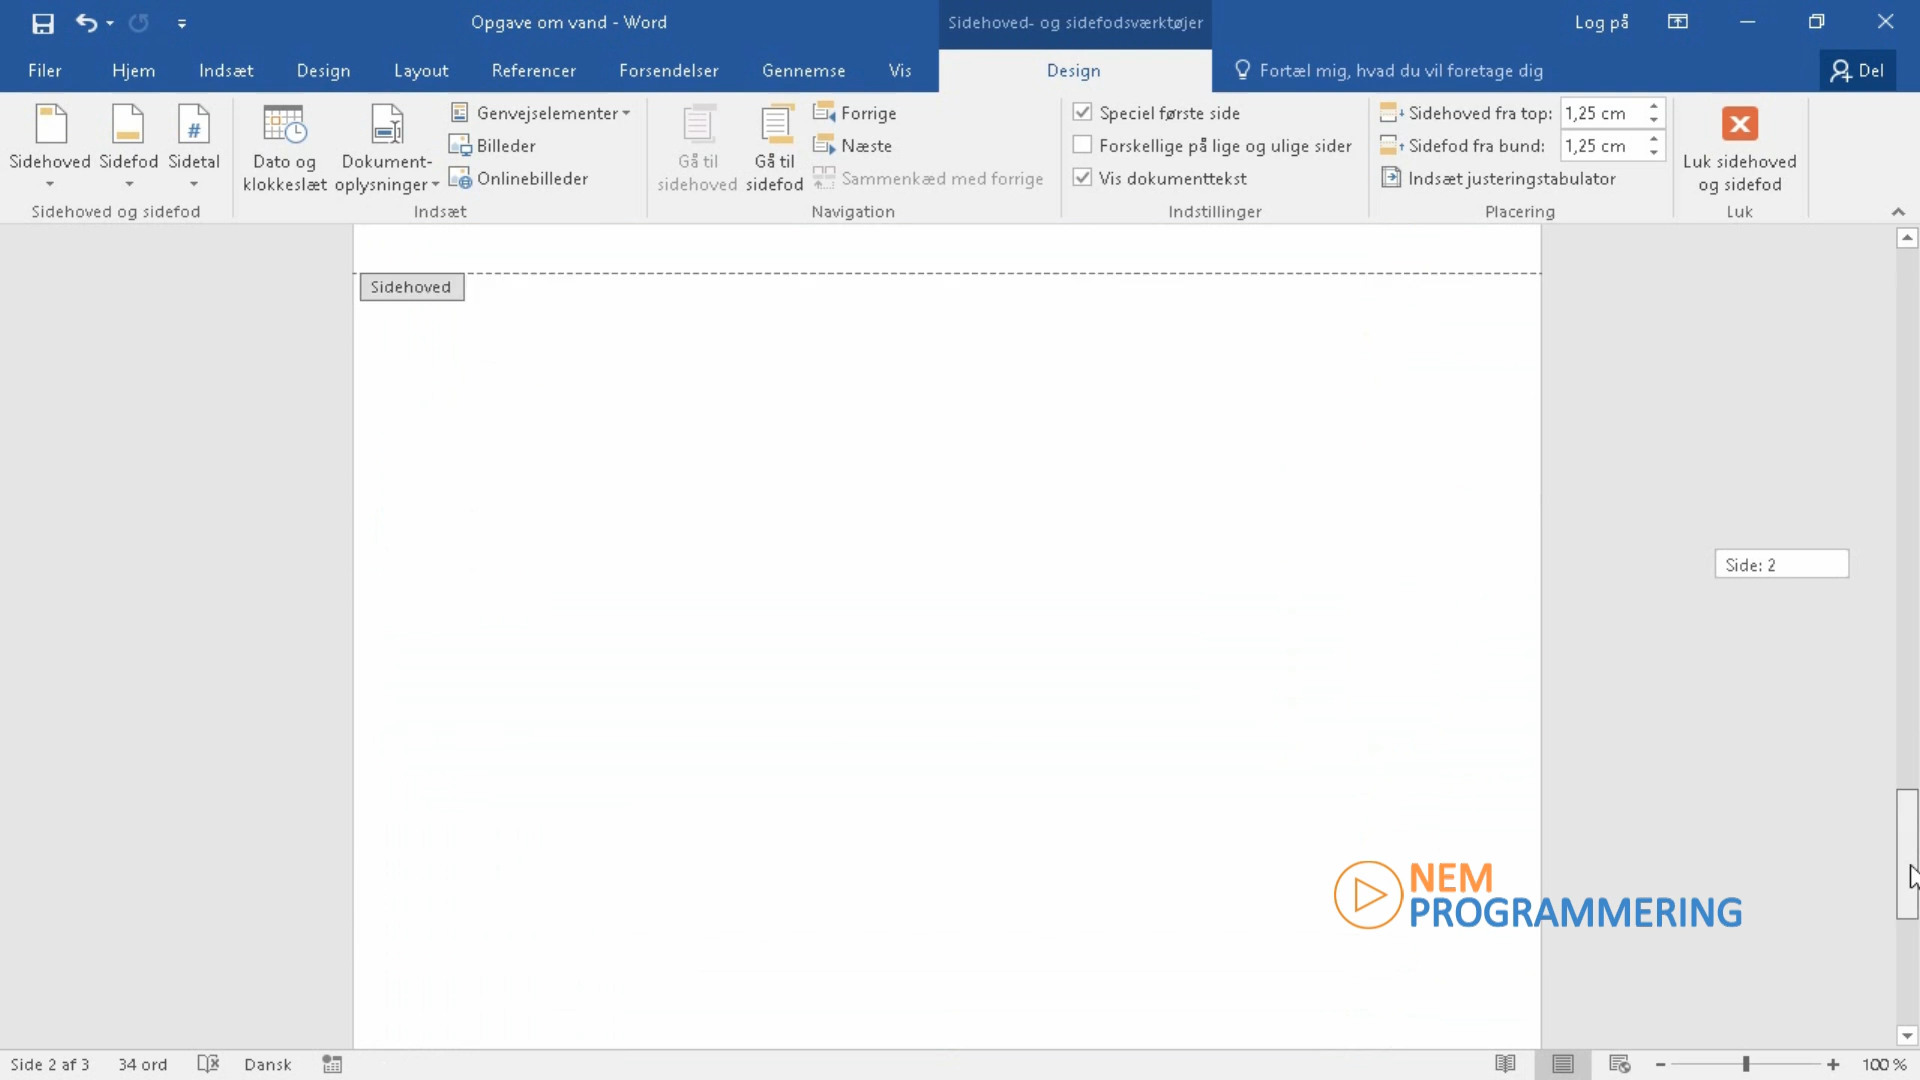 Opgave om vand - Word
Sidehoved- og sidefodsværktøjer
Log på
Filer
Hjem
Indsæt
Design
Layout
Referencer
Forsendelser
Gennemse
Vis
Design
Fortæl mig, hvad du vil foretage dig
Del
Sidehoved
Sidefod
Sidetal
Sidehoved og sidefod
Dato og
klokkeslæt
Dokument-
oplysninger
Genvejselementer
Billeder
Onlinebilleder
Indsæt
Gå til
sidehoved
Gå til
sidefod
Forrige
Næste
Sammenkæd med forrige
Navigation
Speciel første side
Forskellige på lige og ulige sider
Vis dokumenttekst
Indstillinger
Sidehoved fra top: 1,25 cm
Sidefod fra bund: 1,25 cm
Indsæt justeringstabulator
Placering
Luk sidehoved
og sidefod
Luk
Sidehoved
Side: 2
NEM
PROGRAMMERING
Side 2 af 3
34 ord
Dansk
100 %